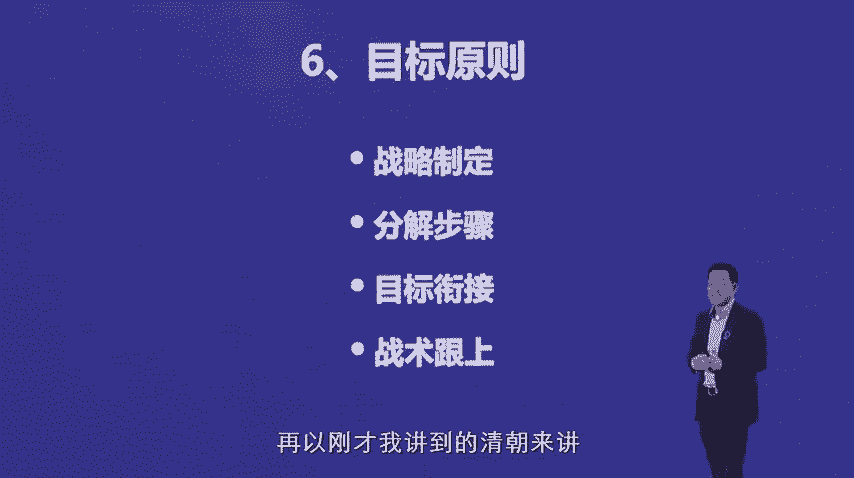 6、目标原则
• 战略制定
• 分解步骤
• 目标衔接
• 战术跟上
再以刚才我讲到的清朝来讲